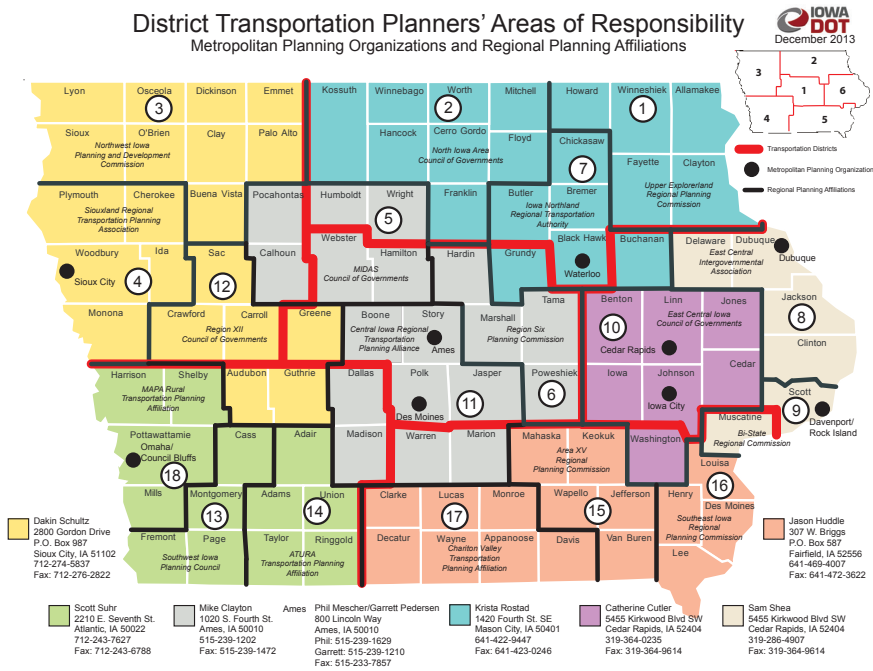 District Transportation Planners' Areas of Responsibility
Metropolitan Planning Organizations and Regional Planning Affiliations
IOWA
DOT
December 2013
3
2
1
6
4
5
Transportation Districts
Metropolitan Planning Organization
Regional Planning Affiliations
Lyon
Osceola
Dickinson
Emmet
Kossuth
Winnebago
Worth
Mitchell
Howard
Winneshiek
Allamakee
3
2
1
Sioux
O'Brien
Clay
Palo Alto
Hancock
Cerro Gordo
Floyd
Chickasaw
Northwest Iowa
Planning and Development
Commission
North Iowa Area
Council of Governments
7
Fayette
Clayton
Upper Explorerland
Regional Planning
Commission
Plymouth
Cherokee
Buena Vista
Pocahontas
Humboldt
Wright
Franklin
Butler
Bremer
Siouxland Regional
Transportation Planning
Association
5
Iowa Northland
Regional Transportation
Authority
Woodbury
Ida
Sac
Calhoun
Webster
Hamilton
Hardin
Grundy
Black Hawk
Buchanan
Delaware
Dubuque
Sioux City
4
12
MIDAS
Council of Governments
Waterloo
East Central
Intergovernmental
Association
Dubuque
Monona
Crawford
Carroll
Greene
Boone
Story
Marshall
Tama
Benton
Linn
Jones
Jackson
Region XII
Council of Governments
Central Iowa Regional
Transportation
Planning Alliance
Ames
Region Six
Planning Commission
10
East Central Iowa
Council of Governments
Cedar Rapids
8
Clinton
Harrison
Shelby
Audubon
Guthrie
Dallas
Polk
Jasper
Poweshiek
Iowa
Johnson
Cedar
Scott
MAPA Rural
Transportation Planning
Affiliation
Des Moines
11
6
Iowa City
9
Davenport/
Rock Island
Pottawattamie
Cass
Adair
Madison
Warren
Marion
Mahaska
Keokuk
Washington
Muscatine
Bi-State
Regional Commission
Omaha/
Council Bluffs
18
Area XV
Regional
Planning Commission
Louisa
Mills
Montgomery
Adams
Union
Clarke
Lucas
Monroe
Wapello
Jefferson
Henry
16
Des Moines
13
14
17
15
Southeast Iowa
Regional
Planning Commission
Fremont
Page
Taylor
Ringgold
Decatur
Wayne
Appanoose
Davis
Van Buren
Lee
Southwest Iowa
Planning Council
ATURA
Transportation Planning
Affiliation
Chariton Valley
Transportation
Planning Affiliation
Dakin Schultz
2800 Gordon Drive
P.O. Box 987
Sioux City, IA 51102
712-274-5837
Fax: 712-276-2822
Jason Huddle
307 W. Briggs
P.O. Box 587
Fairfield, IA 52556
641-469-4007
Fax: 641-472-3622
Scott Suhr
2210 E. Seventh St.
Atlantic, IA 50022
712-243-7627
Fax: 712-243-6788
Mike Clayton
1020 S. Fourth St.
Ames, IA 50010
515-239-1202
Fax: 515-239-1472
Ames
Phil Mescher/Garrett Pedersen
800 Lincoln Way
Ames, IA 50010
Phil: 515-239-1629
Garrett: 515-239-1210
Fax: 515-233-7857
Krista Rostad
1420 Fourth St. SE
Mason City, IA 50401
641-422-9447
Fax: 641-423-0246
Catherine Cutler
5455 Kirkwood Blvd SW
Cedar Rapids, IA 52404
319-364-0235
Fax: 319-364-9614
Sam Shea
5455 Kirkwood Blvd SW
Cedar Rapids, IA 52404
319-286-4907
Fax: 319-364-9614